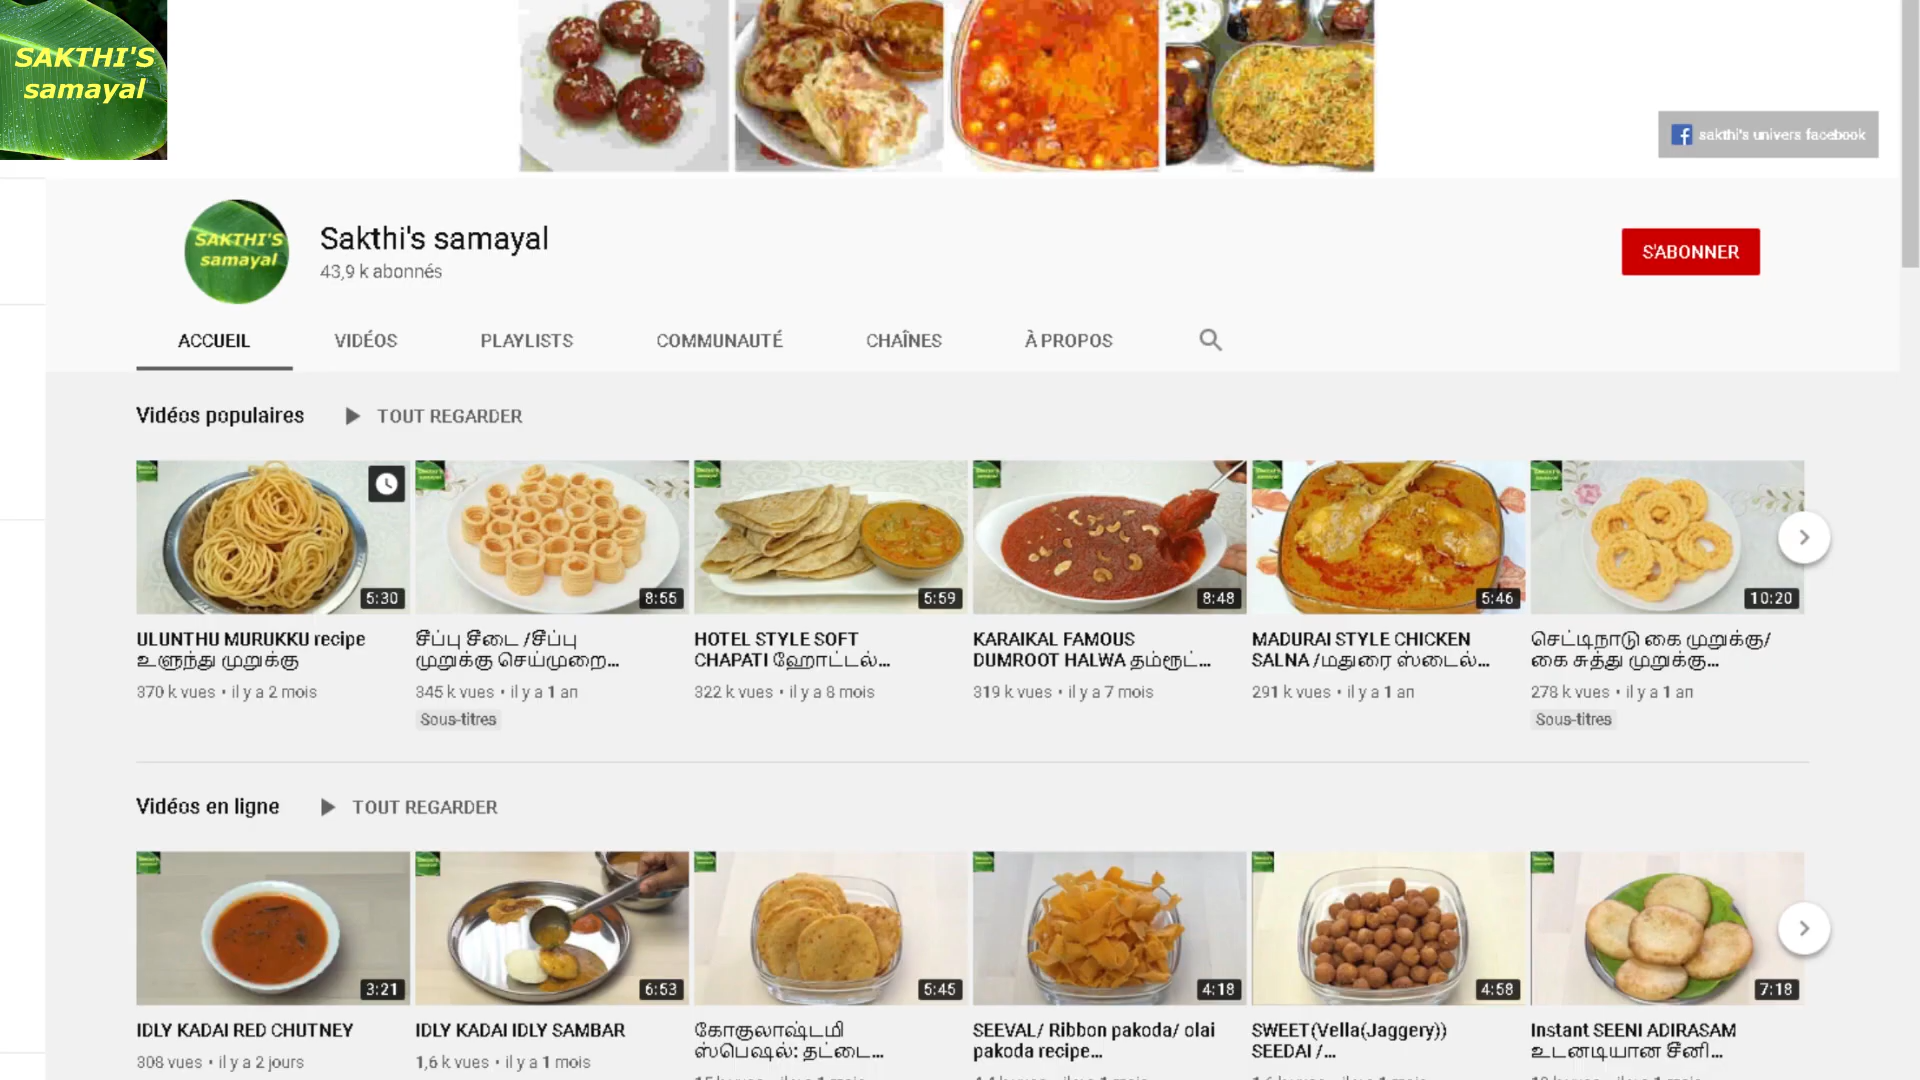 SAKTHI'S
samayal
sakthi's univers facebook
SAKTHI'S
samayal
Sakthi's samayal
43,9 k abonnés
S'ABONNER
ACCUEIL
VIDÉOS
PLAYLISTS
COMMUNAUTÉ
CHAÎNES
À PROPOS
Vidéos populaires
TOUT REGARDER
5:30
8:55
5:59
8:48
5:46
10:20
ULUNTHU MURUKKU recipe
உளுந்து முறுக்கு
370 k vues • il y a 2 mois
சீப்பு சீடை /சீப்பு
முறுக்கு செய்முறை...
345 k vues • il y a 1 an
Sous-titres
HOTEL STYLE SOFT
CHAPATI ஹோட்டல்...
322 k vues • il y a 8 mois
KARAIKAL FAMOUS
DUMROOT HALWA தம்ரூட்...
319 k vues • il y a 7 mois
MADURAI STYLE CHICKEN
SALNA /மதுரை ஸ்டைல்...
291 k vues • il y a 1 an
செட்டிநாடு கை முறுக்கு/
கை சுத்து முறுக்கு...
278 k vues • il y a 1 an
Sous-titres
Vidéos en ligne
TOUT REGARDER
3:21
6:53
5:45
4:18
4:58
7:18
IDLY KADAI RED CHUTNEY
308 vues • il y a 2 jours
IDLY KADAI IDLY SAMBAR
1,6 k vues • il y a 1 mois
கோகுலாஷ்டமி
ஸ்பெஷல்: தட்டை...
SEEVAL/ Ribbon pakoda/ olai
pakoda recipe...
SWEET(Vella(Jaggery))
SEEDAI /...
Instant SEENI ADIRASAM
உடனடியான சீனி...